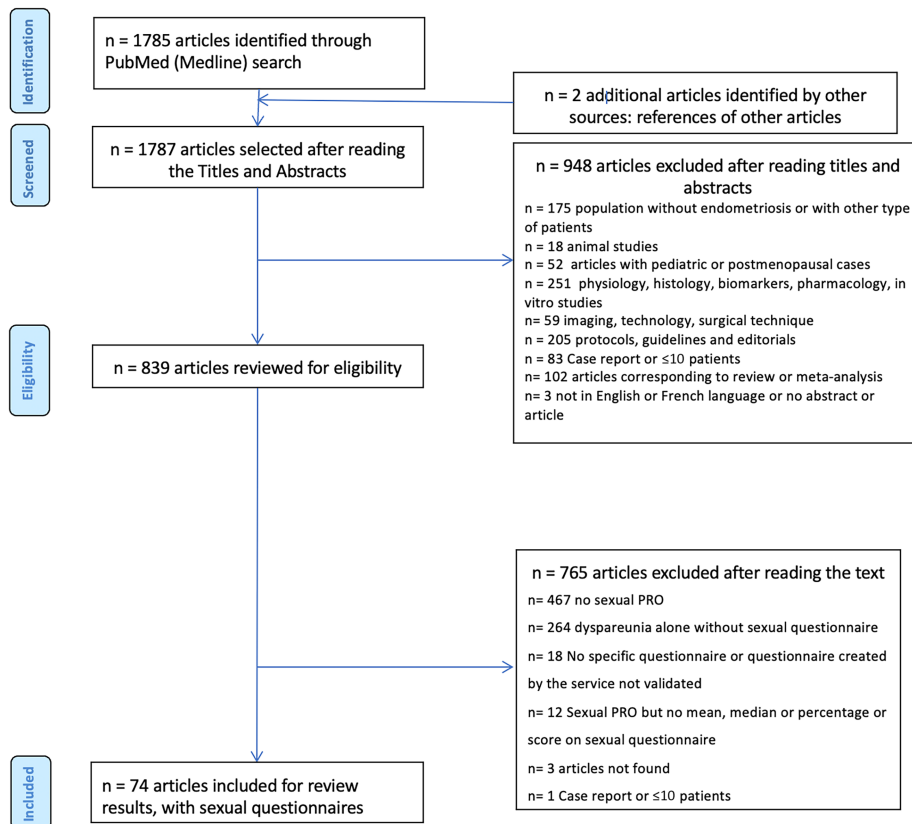 Identification
n = 1785 articles identified through
PubMed (Medline) search
n = 2 additional articles identified by other
sources: references of other articles
Screened
n = 1787 articles selected after reading
the Titles and Abstracts
n = 948 articles excluded after reading titles and
abstracts
n = 175 population without endometriosis or with other type
of patients
n = 18 animal studies
n = 52 articles with pediatric or postmenopausal cases
n = 251 physiology, histology, biomarkers, pharmacology, in
vitro studies
n= 59 imaging, technology, surgical technique
n = 205 protocols, guidelines and editorials
n = 83 Case report or ≤10 patients
n = 102 articles corresponding to review or meta-analysis
n= 3 not in English or French language or no abstract or
article
Eligibility
n = 839 articles reviewed for eligibility
n = 765 articles excluded after reading the text
n= 467 no sexual PRO
n= 264 dyspareunia alone without sexual questionnaire
n= 18 No specific questionnaire or questionnaire created
by the service not validated
n= 12 Sexual PRO but no mean, median or percentage or
score on sexual questionnaire
n= 3 articles not found
n= 1 Case report or ≤10 patients
Included
n = 74 articles included for review
results, with sexual questionnaires